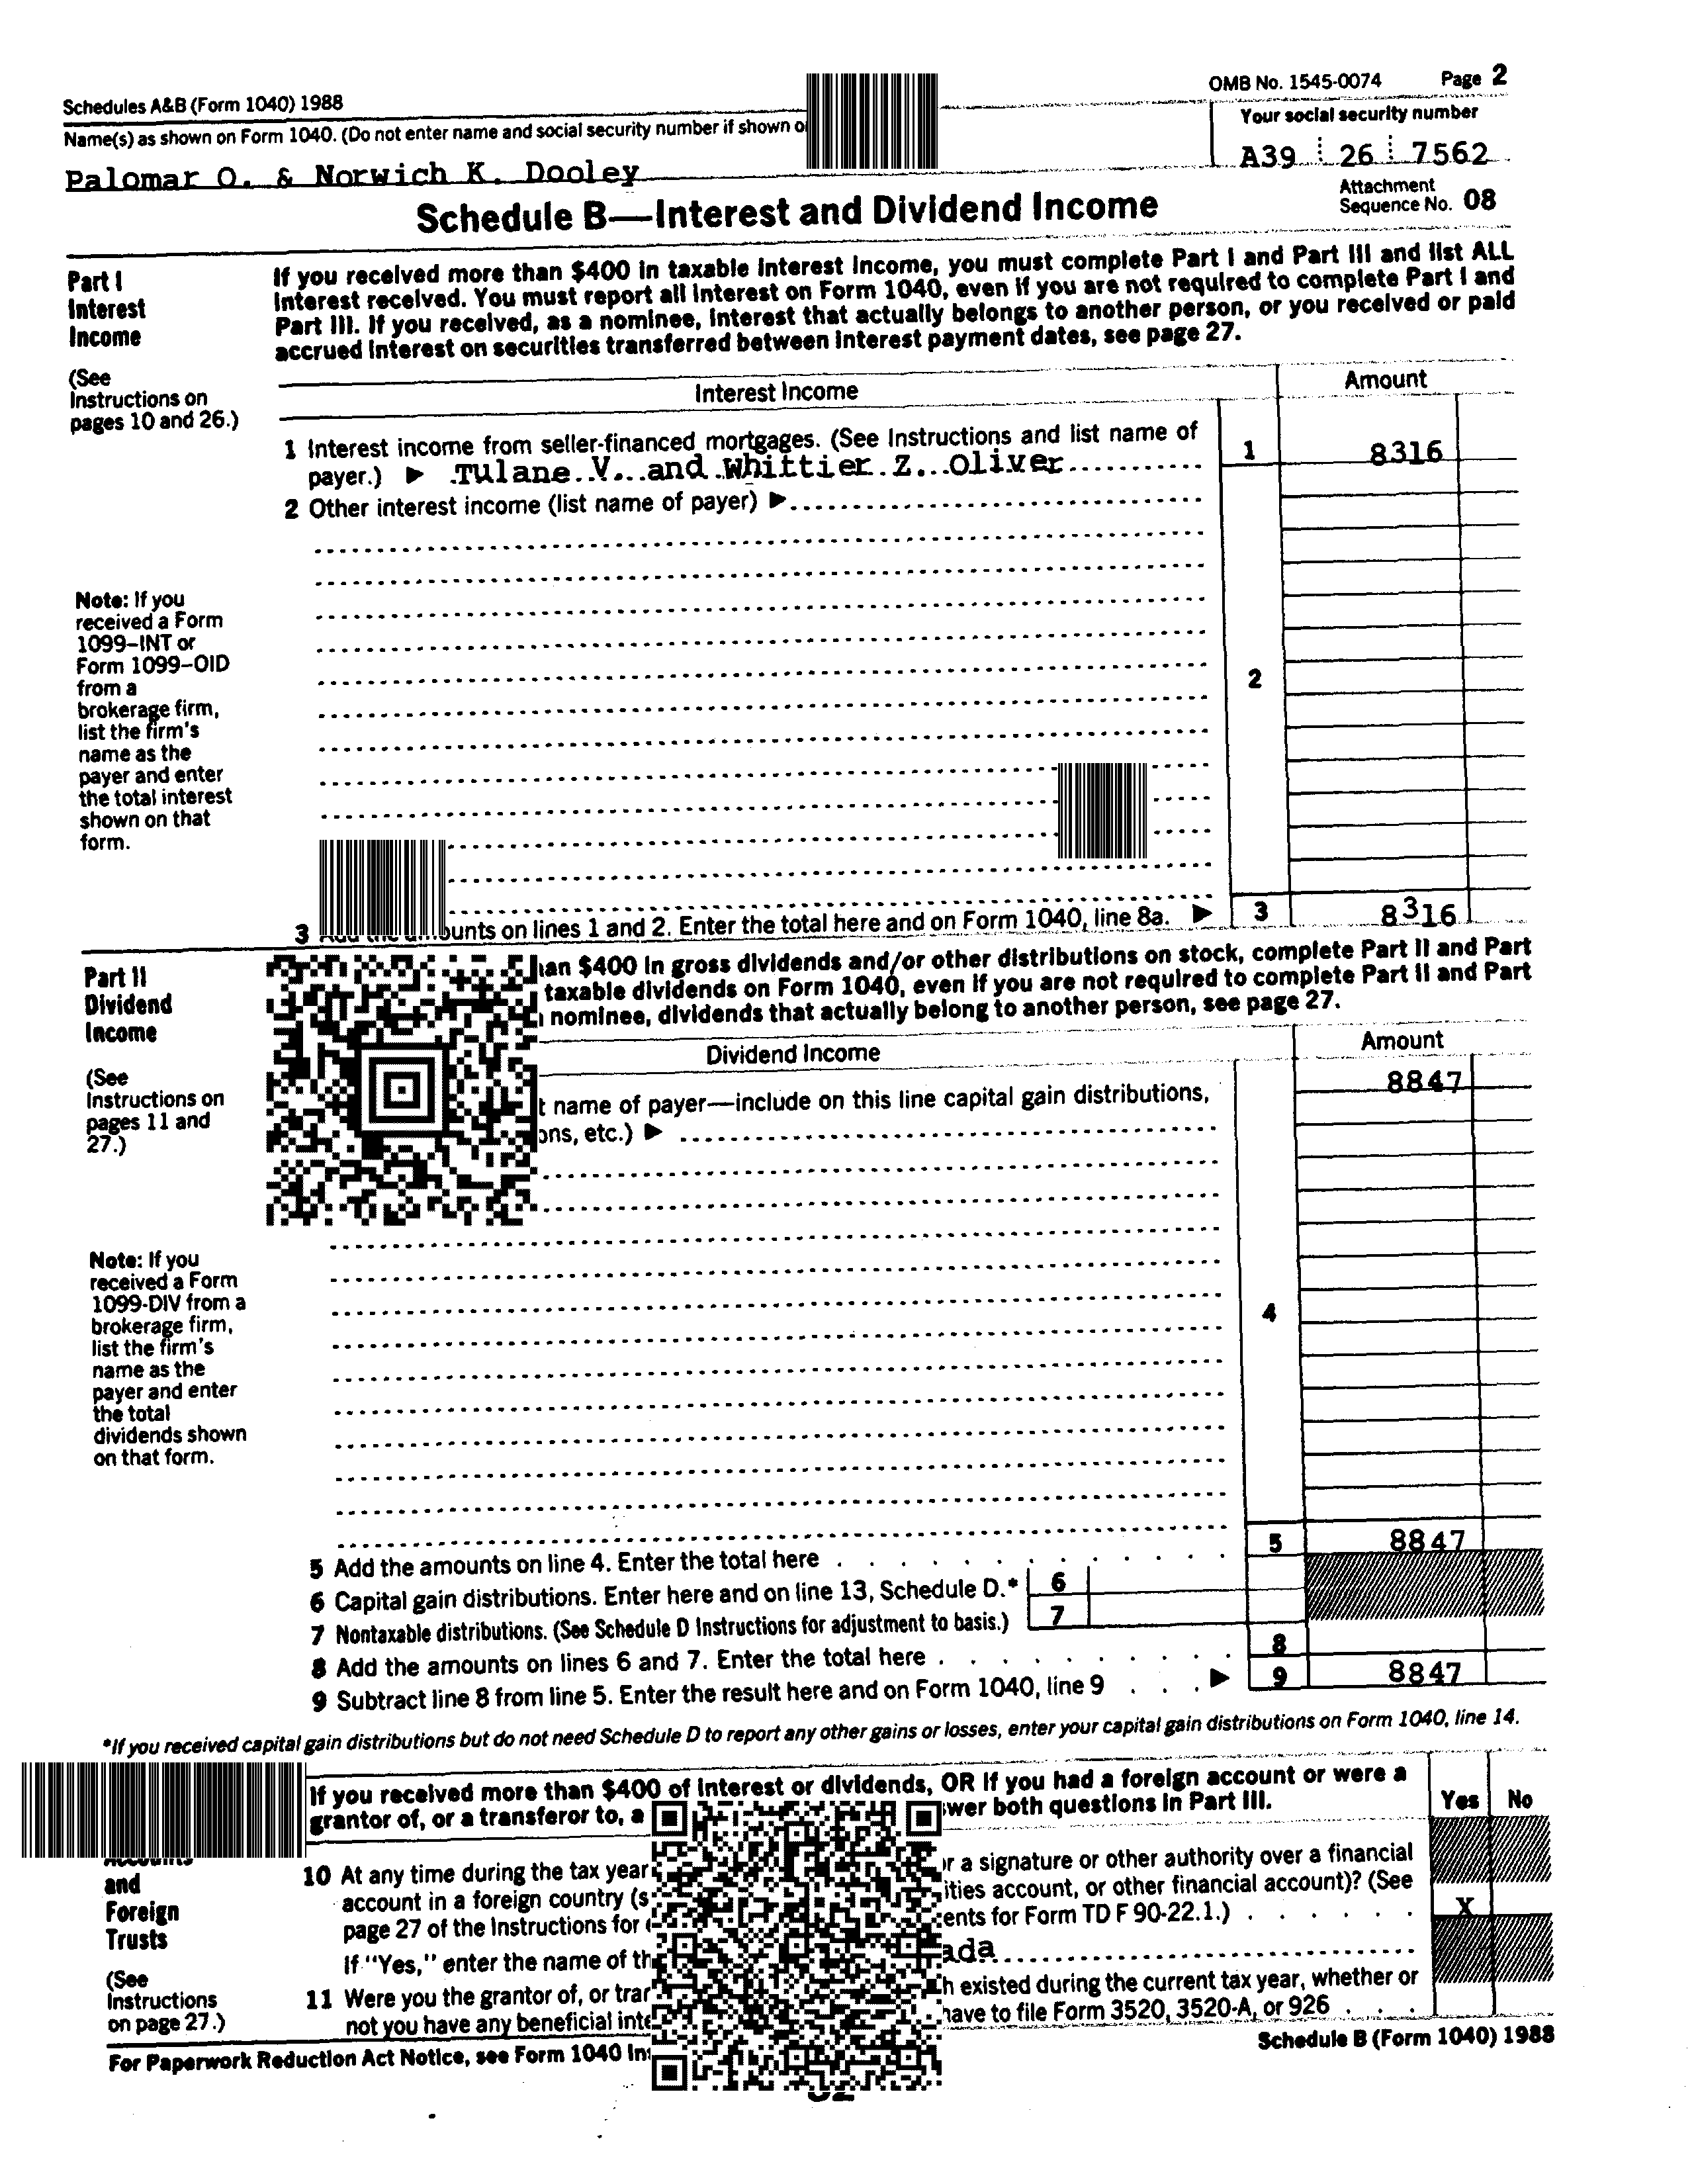 Schedules A&B (Form 1040) 1988
OMB No. 1545-0074 Page 2
Name(s) as shown on Form 1040. (Do not enter name and social security number if shown
Your social security number
Palomar O. & Norwich K. Dooley
A39 26 7562
Schedule B—Interest and Dividend Income
Attachment
Sequence No. 08
Part I
Interest
Income
(See
Instructions on
pages 10 and 26.)
If you received more than $400 in taxable interest income, you must complete Part I and Part III and list ALL
interest received. You must report all interest on Form 1040, even if you are not required to complete Part I and
Part III. If you received, as a nominee, interest that actually belongs to another person, or you received or paid
accrued interest on securities transferred between interest payment dates, see page 27.
Interest Income
Amount
1 Interest income from seller-financed mortgages. (See Instructions and list name of
payer.) ▶ Tulane V. and Whittier Z. Oliver
1 8316
2 Other interest income (list name of payer) ▶
Note: If you
received a Form
1099–INT or
Form 1099–OID
from a
brokerage firm,
list the firm's
name as the
payer and enter
the total interest
shown on that
form.
2
3 unts on lines 1 and 2. Enter the total here and on Form 1040, line 8a. ▶ 3 8316
Part II
Dividend
Income
(See
Instructions on
pages 11 and
27.)
$400 in gross dividends and/or other distributions on stock, complete Part II and Part
taxable dividends on Form 1040, even if you are not required to complete Part II and Part
nominee, dividends that actually belong to another person, see page 27.
Dividend Income
Amount
8847
name of payer—include on this line capital gain distributions,
etc.) ▶
Note: If you
received a Form
1099-DIV from a
brokerage firm,
list the firm's
name as the
payer and enter
the total
dividends shown
on that form.
4
5 Add the amounts on line 4. Enter the total here 5 8847
6 Capital gain distributions. Enter here and on line 13, Schedule D.* 6
7 Nontaxable distributions. (See Schedule D Instructions for adjustment to basis.) 7
8 Add the amounts on lines 6 and 7. Enter the total here 8
9 Subtract line 8 from line 5. Enter the result here and on Form 1040, line 9 ▶ 9 8847
*If you received capital gain distributions but do not need Schedule D to report any other gains or losses, enter your capital gain distributions on Form 1040, line 14.
and
Foreign
Trusts
(See
Instructions
on page 27.)
If you received more than $400 of interest or dividends, OR if you had a foreign account or were a
grantor of, or a transferor to, a wer both questions in Part III.
Yes No
10 At any time during the tax year r a signature or other authority over a financial
account in a foreign country (s ities account, or other financial account)? (See
page 27 of the Instructions for ents for Form TD F 90-22.1.) X
If "Yes," enter the name of th ada
11 Were you the grantor of, or tran h existed during the current tax year, whether or
not you have any beneficial inte have to file Form 3520, 3520-A, or 926
For Paperwork Reduction Act Notice, see Form 1040 In
Schedule B (Form 1040) 1988